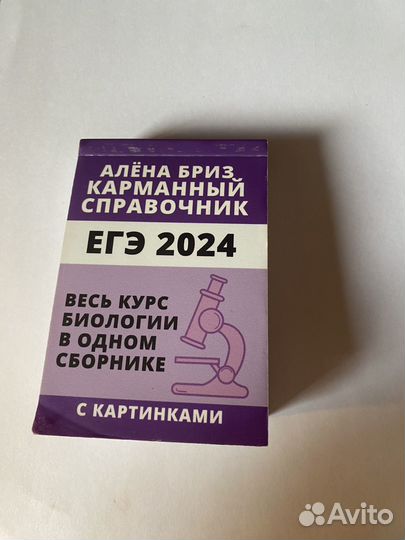 АЛЁНА БРИЗ
КАРМАННЫЙ
СПРАВОЧНИК
ЕГЭ 2024
ВЕСЬ КУРС
БИОЛОГИИ
В ОДНОМ
СБОРНИКЕ
С КАРТИНКАМИ
Avito